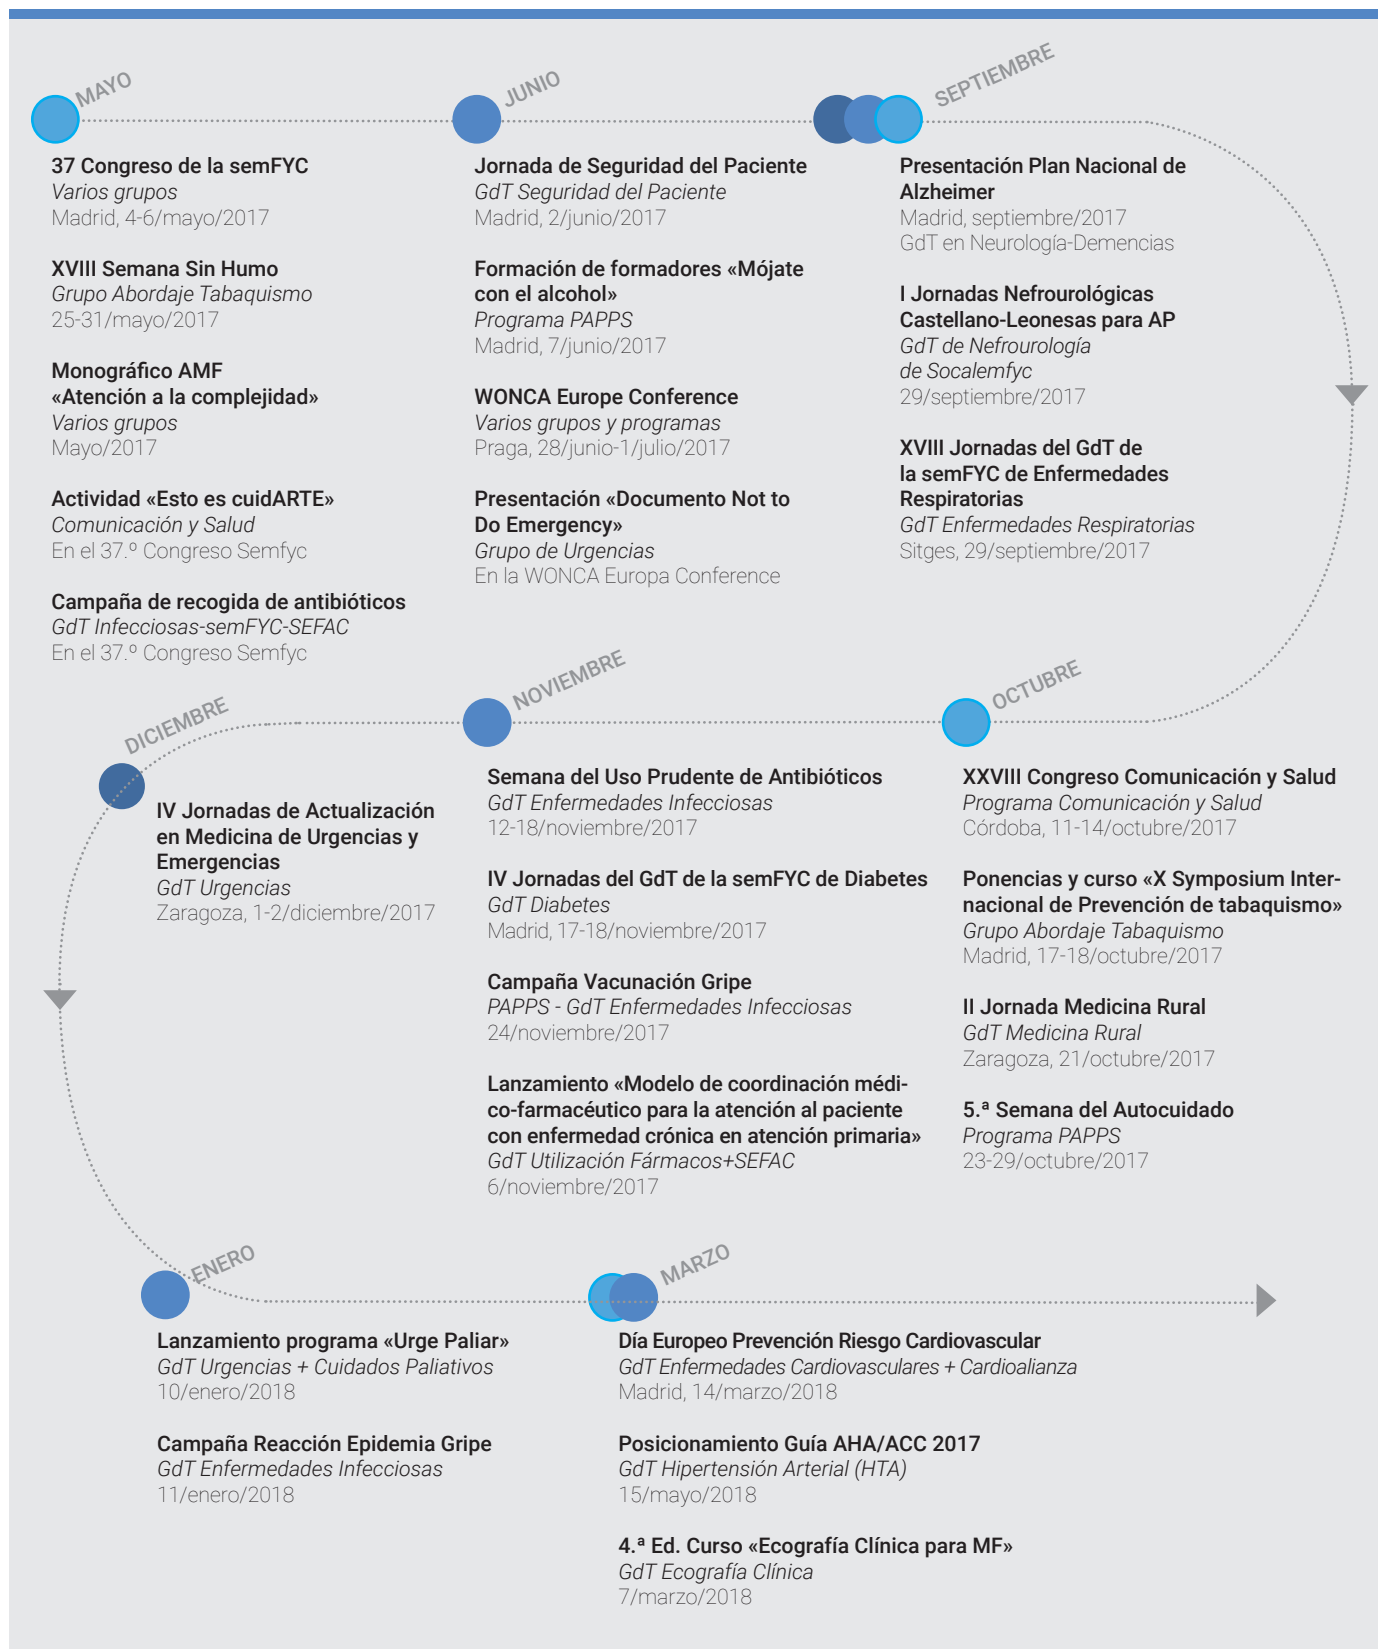 MAYO
37 Congreso de la semFYC
Varios grupos
Madrid, 4-6/mayo/2017
XVIII Semana Sin Humo
Grupo Abordaje Tabaquismo
25-31/mayo/2017
Monográfico AMF
«Atención a la complejidad»
Varios grupos
Mayo/2017
Actividad «Esto es cuidARTE»
Comunicación y Salud
En el 37.º Congreso Semfyc
Campaña de recogida de antibióticos
GdT Infecciosas-semFYC-SEFAC
En el 37.º Congreso Semfyc
JUNIO
Jornada de Seguridad del Paciente
GdT Seguridad del Paciente
Madrid, 2/junio/2017
Formación de formadores «Mójate
con el alcohol»
Programa PAPPS
Madrid, 7/junio/2017
WONCA Europe Conference
Varios grupos y programas
Praga, 28/junio-1/julio/2017
Presentación «Documento Not to
Do Emergency»
Grupo de Urgencias
En la WONCA Europa Conference
SEPTIEMBRE
Presentación Plan Nacional de
Alzheimer
Madrid, septiembre/2017
GdT en Neurología-Demencias
I Jornadas Nefrourológicas
Castellano-Leonesas para AP
GdT de Nefrourología
de Socalemfyc
29/septiembre/2017
XVIII Jornadas del GdT de
la semFYC de Enfermedades
Respiratorias
GdT Enfermedades Respiratorias
Sitges, 29/septiembre/2017
OCTUBRE
XXVIII Congreso Comunicación y Salud
Programa Comunicación y Salud
Córdoba, 11-14/octubre/2017
Ponencias y curso «X Symposium Inter-
nacional de Prevención de tabaquismo»
Grupo Abordaje Tabaquismo
Madrid, 17-18/octubre/2017
II Jornada Medicina Rural
GdT Medicina Rural
Zaragoza, 21/octubre/2017
5.ª Semana del Autocuidado
Programa PAPPS
23-29/octubre/2017
NOVIEMBRE
Semana del Uso Prudente de Antibióticos
GdT Enfermedades Infecciosas
12-18/noviembre/2017
IV Jornadas del GdT de la semFYC de Diabetes
GdT Diabetes
Madrid, 17-18/noviembre/2017
Campaña Vacunación Gripe
PAPPS - GdT Enfermedades Infecciosas
24/noviembre/2017
Lanzamiento «Modelo de coordinación médi-
co-farmacéutico para la atención al paciente
con enfermedad crónica en atención primaria»
GdT Utilización Fármacos+SEFAC
6/noviembre/2017
DICIEMBRE
IV Jornadas de Actualización
en Medicina de Urgencias y
Emergencias
GdT Urgencias
Zaragoza, 1-2/diciembre/2017
ENERO
Lanzamiento programa «Urge Paliar»
GdT Urgencias + Cuidados Paliativos
10/enero/2018
Campaña Reacción Epidemia Gripe
GdT Enfermedades Infecciosas
11/enero/2018
MARZO
Día Europeo Prevención Riesgo Cardiovascular
GdT Enfermedades Cardiovasculares + Cardioalianza
Madrid, 14/marzo/2018
Posicionamiento Guía AHA/ACC 2017
GdT Hipertensión Arterial (HTA)
15/mayo/2018
4.ª Ed. Curso «Ecografía Clínica para MF»
GdT Ecografía Clínica
7/marzo/2018